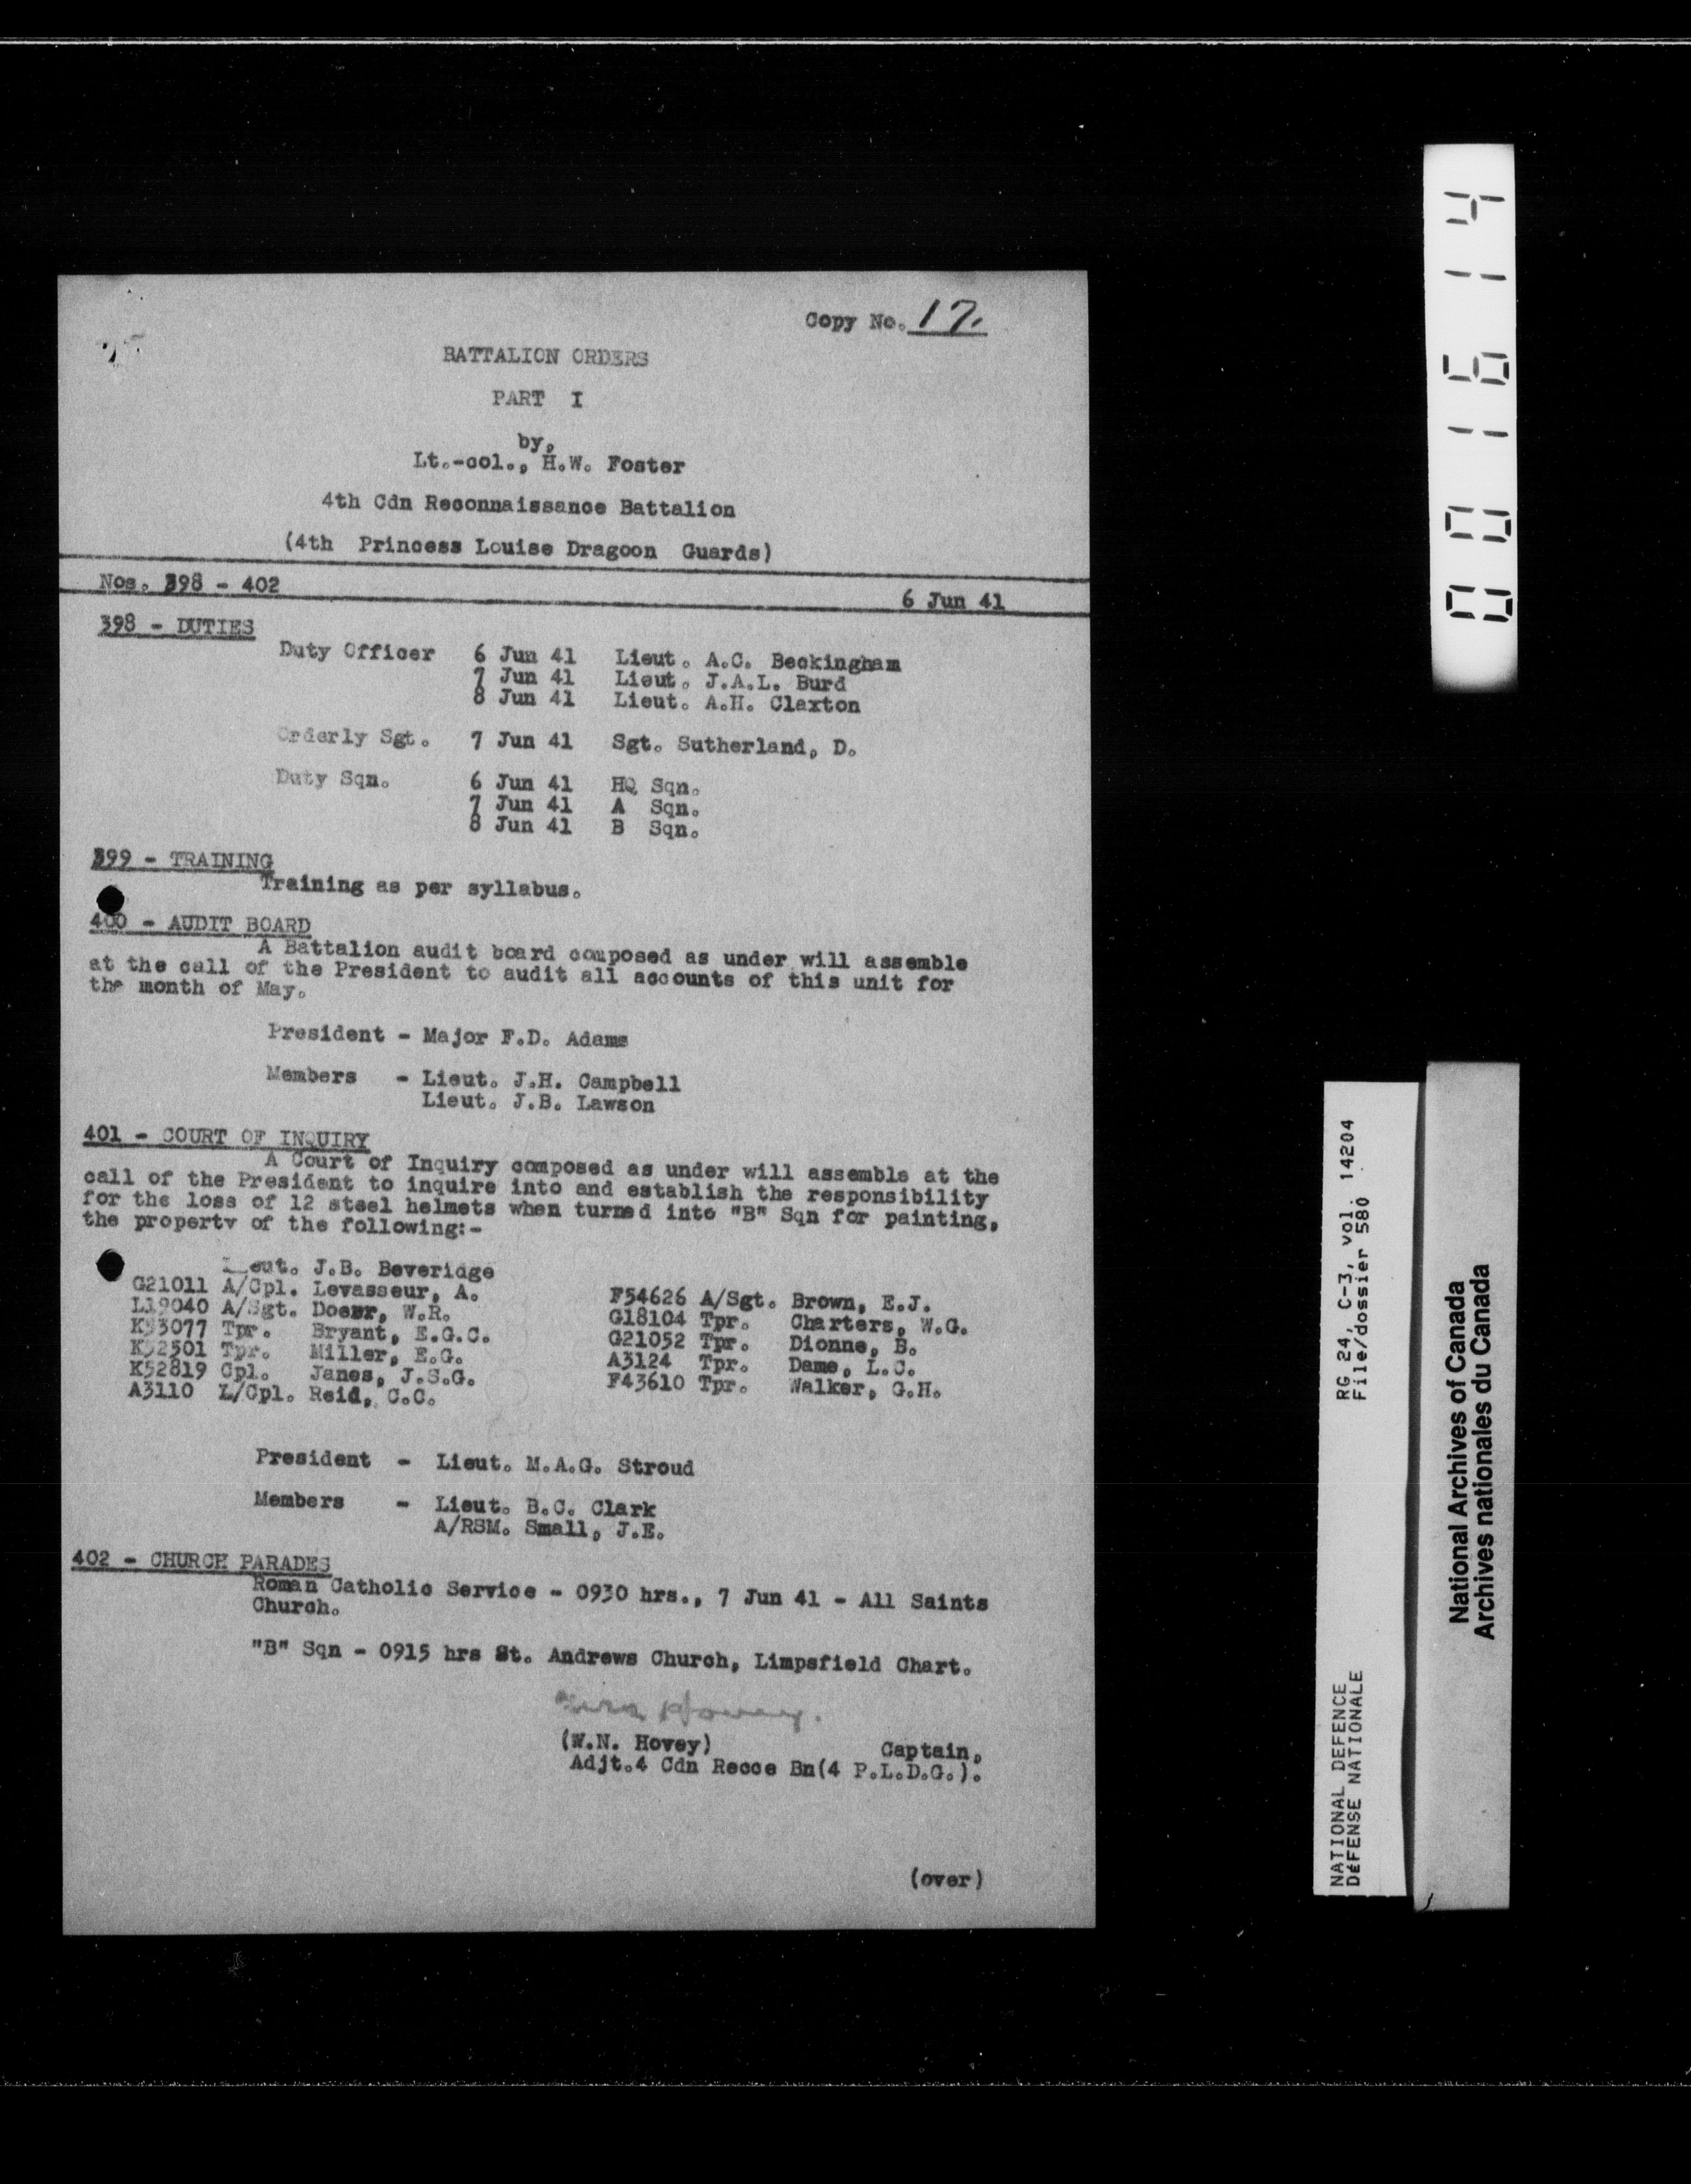 Copy No. 17.
BATTALION ORDERS
PART I
by,
Lt.-col., H.W. Foster
4th Cdn Reconnaissance Battalion
(4th Princess Louise Dragoon Guards)
Nos. 398 - 402
6 Jun 41
398 - DUTIES
Duty Officer 6 Jun 41 Lieut. A.C. Beckingham
7 Jun 41 Lieut. J.A.L. Burd
8 Jun 41 Lieut. A.H. Claxton
Orderly Sgt. 7 Jun 41 Sgt. Sutherland, D.
Duty Sqn. 6 Jun 41 HQ Sqn.
7 Jun 41 A Sqn.
8 Jun 41 B Sqn.
399 - TRAINING
Training as per syllabus.
400 - AUDIT BOARD
A Battalion audit board composed as under will assemble
at the call of the President to audit all accounts of this unit for
the month of May.
President - Major F.D. Adams
Members - Lieut. J.H. Campbell
Lieut. J.B. Lawson
401 - COURT OF INQUIRY
A Court of Inquiry composed as under will assemble at the
call of the President to inquire into and establish the responsibility
for the loss of 12 steel helmets when turned into "B" Sqn for painting,
the property of the following:-
Lieut. J.B. Beveridge
G21011 A/Cpl. Levasseur, A. F54626 A/Sgt. Brown, E.J.
L19040 A/Sgt. Doerr, W.R. G18104 Tpr. Charters, W.G.
K53077 Tpr. Bryant, E.G.C. G21052 Tpr. Dionne, B.
K52501 Tpr. Miller, E.G. A3124 Tpr. Dame, L.C.
K52819 Cpl. Janes, J.S.G. F43610 Tpr. Walker, G.H.
A3110 L/Cpl. Reid, C.C.
President - Lieut. M.A.G. Stroud
Members - Lieut. B.C. Clark
A/RSM. Small, J.E.
402 - CHURCH PARADES
Roman Catholic Service - 0930 hrs., 7 Jun 41 - All Saints
Church.
"B" Sqn - 0915 hrs St. Andrews Church, Limpsfield Chart.
(W.N. Hovey) Captain,
Adjt.4 Cdn Recce Bn(4 P.L.D.G.).
(over)
001614
NATIONAL DEFENCE RG 24, C-3, vol. 14204
DéFENSE NATIONALE File/dossier 580
National Archives of Canada
Archives nationales du Canada